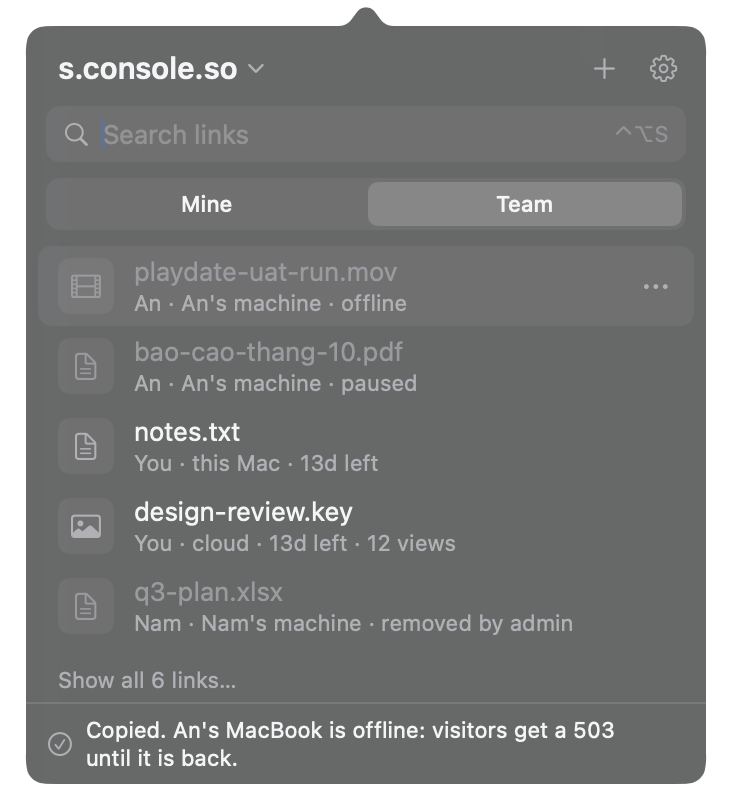 s.console.so
Search links ⌃⌥S
Mine Team
playdate-uat-run.mov
An · An's machine · offline
bao-cao-thang-10.pdf
An · An's machine · paused
notes.txt
You · this Mac · 13d left
design-review.key
You · cloud · 13d left · 12 views
q3-plan.xlsx
Nam · Nam's machine · removed by admin
Show all 6 links...
Copied. An's MacBook is offline: visitors get a 503
until it is back.